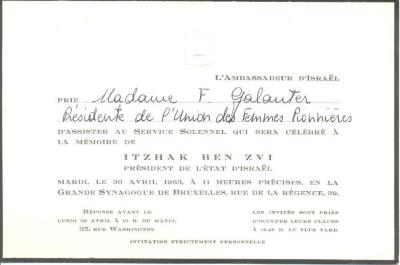 L'Ambassadeur d'Israël
prie Madame F. Galanter
Présidente de l'Union des Femmes Pionnières
d'assister au Service Solennel qui sera célébré à
la mémoire de
ITZHAK BEN ZVI
PRÉSIDENT DE L'ÉTAT D'ISRAËL
Mardi le 30 avril 1963, à 11 heures précises, en la
Grande Synagogue de Bruxelles, rue de la Régence, 32.
Réponse avant le
lundi 29 avril à 10 h. du matin.
35, rue Washington
Les invités sont priés
d'occuper leurs places
à 10.45 h. au plus tard.
Invitation strictement personnelle